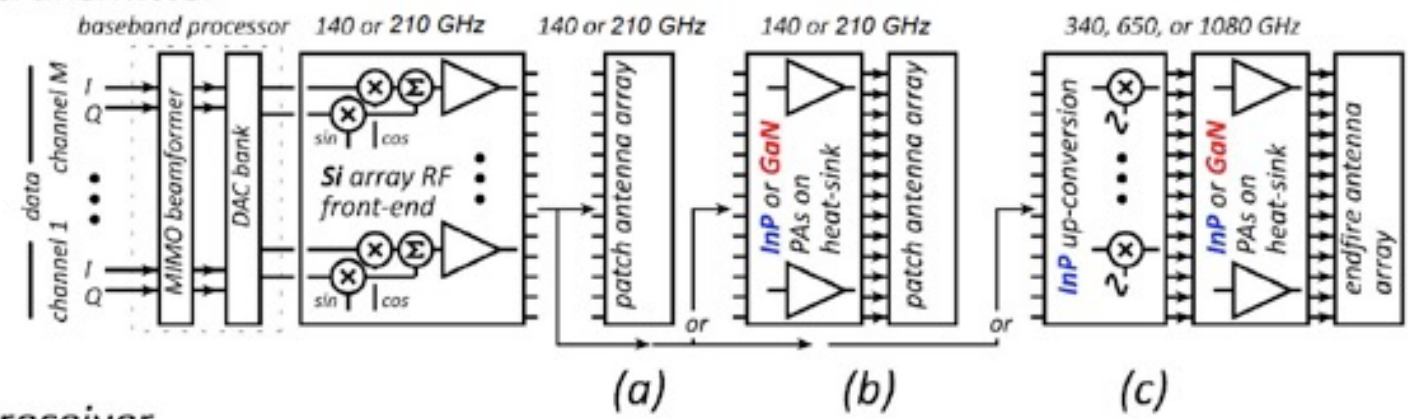 baseband processor
140 or 210 GHz
140 or 210 GHz
140 or 210 GHz
340, 650, or 1080 GHz
data
channel M
I
Q
channel 1
I
Q
MIMO beamformer
DAC bank
Σ
sin
cos
Si array RF
front-end
Σ
sin
cos
patch antenna array
or
InP or GaN
PAs on
heat-sink
patch antenna array
or
InP up-conversion
InP or GaN
PAs on
heat-sink
endfire antenna
array
(a)
(b)
(c)
receiver